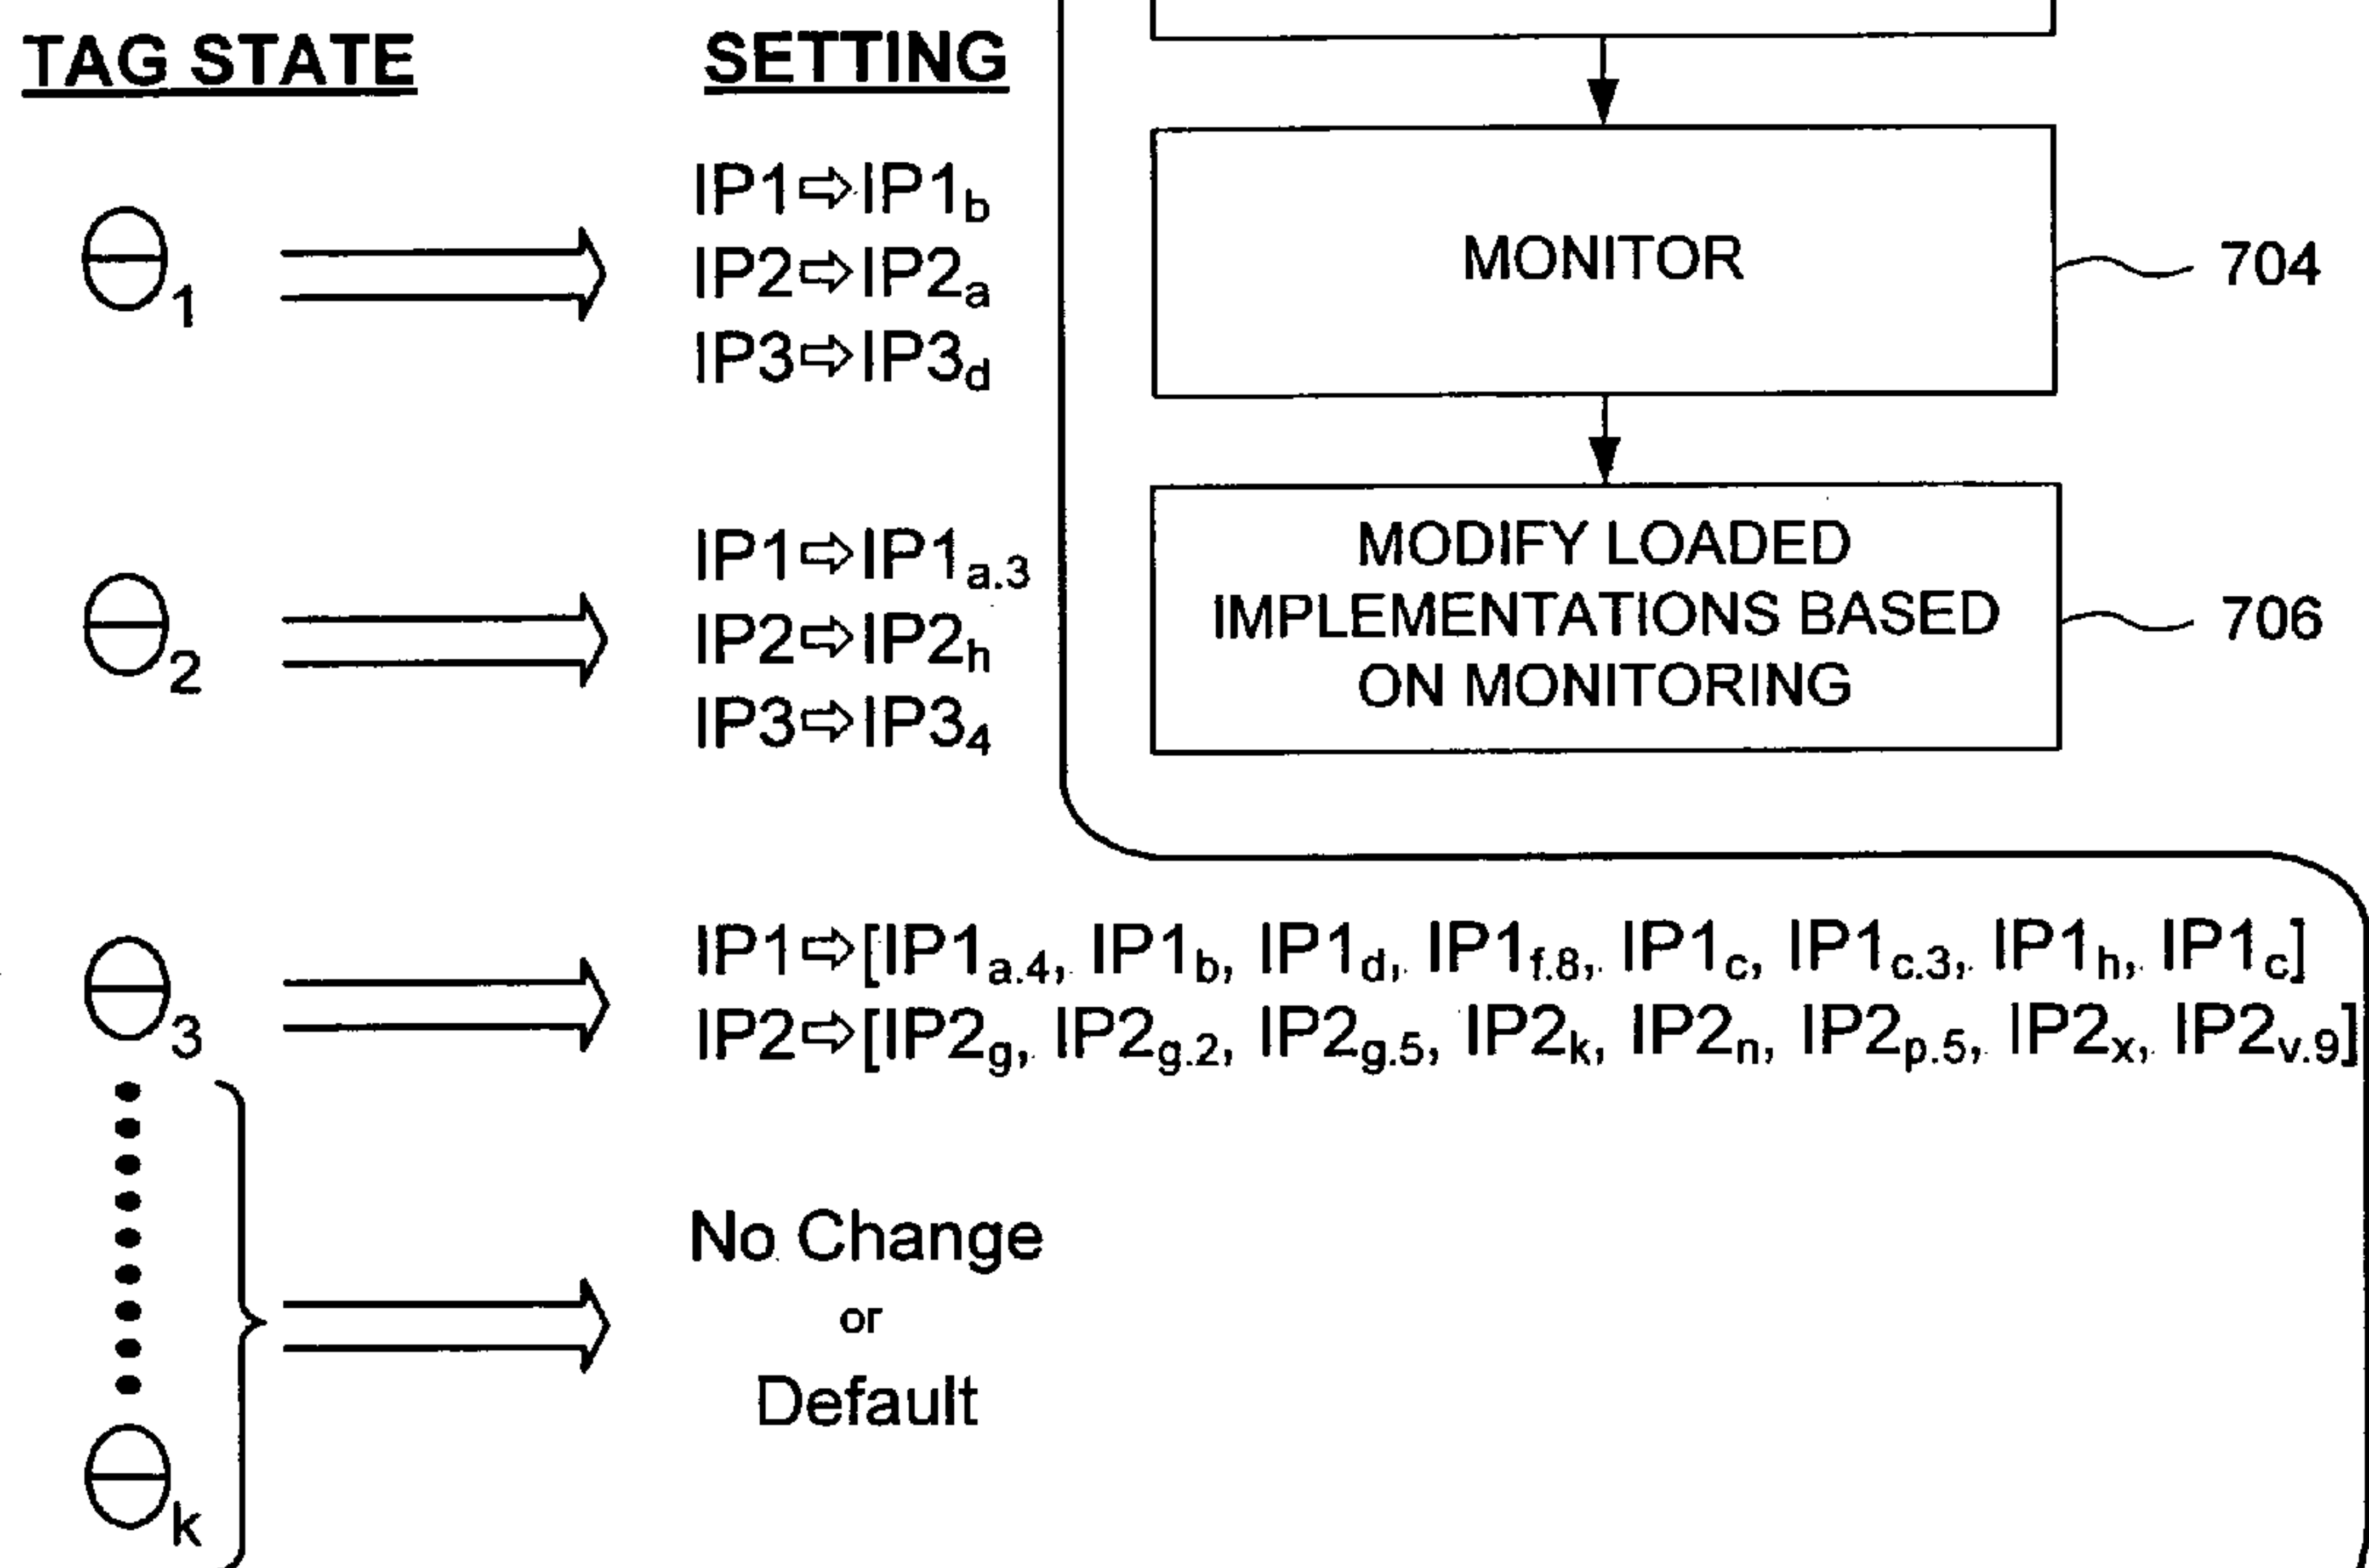 TAG STATE
SETTING
Θ₁
IP1⇨IP1b
IP2⇨IP2a
IP3⇨IP3d
MONITOR
704
Θ₂
IP1⇨IP1a.3
IP2⇨IP2h
IP3⇨IP3₄
MODIFY LOADED
IMPLEMENTATIONS BASED
ON MONITORING
706
Θ₃
IP1⇨[IP1a.4, IP1b, IP1d, IP1f.8, IP1c, IP1c.3, IP1h, IP1c]
IP2⇨[IP2g, IP2g.2, IP2g.5, IP2k, IP2n, IP2p.5, IP2x, IP2v.9]
No Change
or
Default
Θk